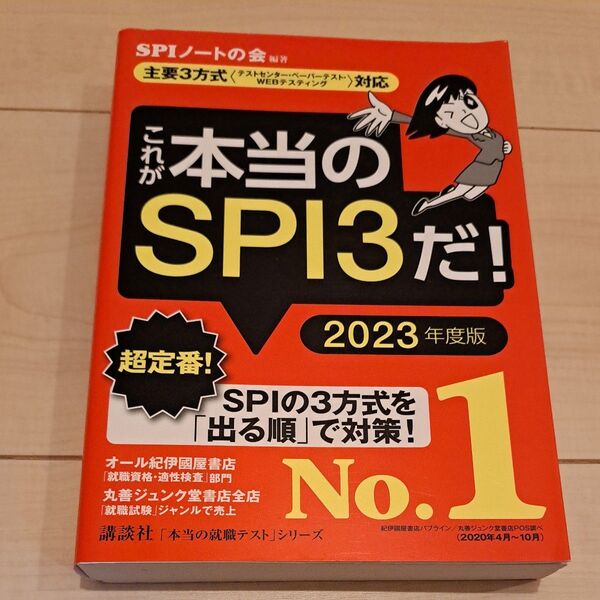 SPIノートの会 編著
主要3方式〈テストセンター・ペーパーテスト・WEBテスティング〉対応
これが
本当の
SPI3だ!
2023年度版
超定番!
SPIの3方式を
「出る順」で対策!
オール紀伊國屋書店
「就職資格・適性検査」部門
丸善ジュンク堂書店全店
「就職試験」ジャンルで売上
No.1
紀伊國屋書店パブライン/丸善ジュンク堂書店POS調べ
(2020年4月~10月)
講談社「本当の就職テスト」シリーズ